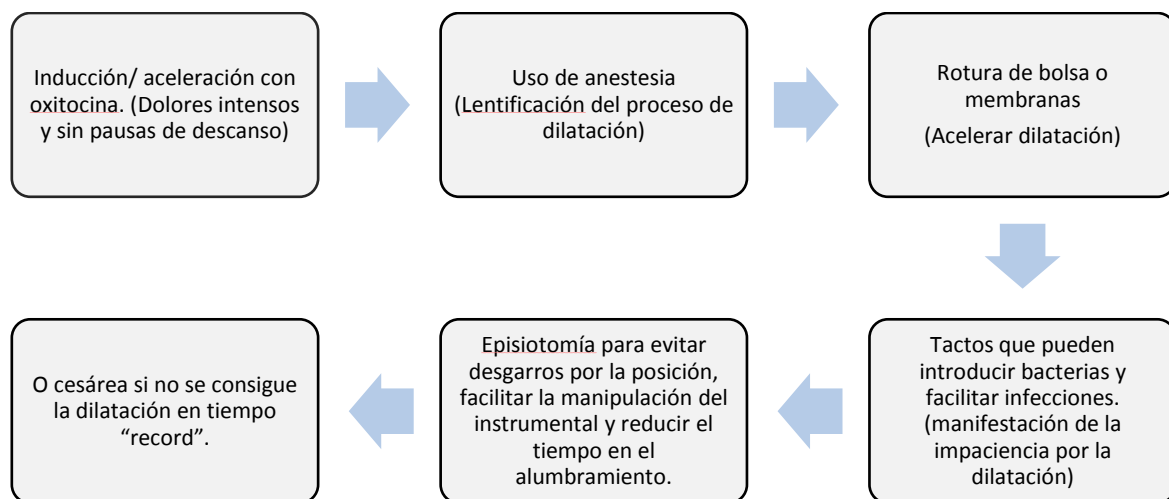 Inducción/ aceleración con
oxitocina. (Dolores intensos
y sin pausas de descanso)
Uso de anestesia
(Lentificación del proceso de
dilatación)
Rotura de bolsa o
membranas
(Acelerar dilatación)
Tactos que pueden
introducir bacterias y
facilitar infecciones.
(manifestación de la
impaciencia por la
dilatación)
Episiotomía para evitar
desgarros por la posición,
facilitar la manipulación del
instrumental y reducir el
tiempo en el
alumbramiento.
O cesárea si no se consigue
la dilatación en tiempo
“record”.